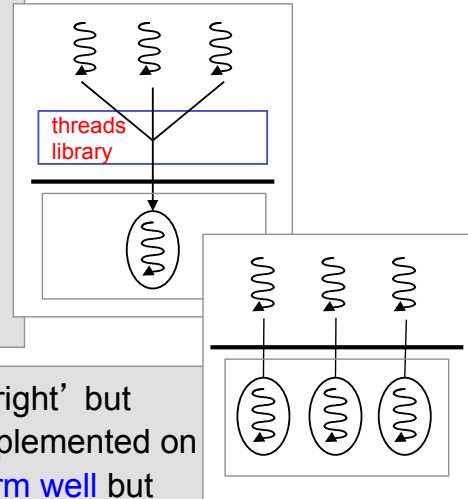 threads
library
right’ but
plemented on
rm well but